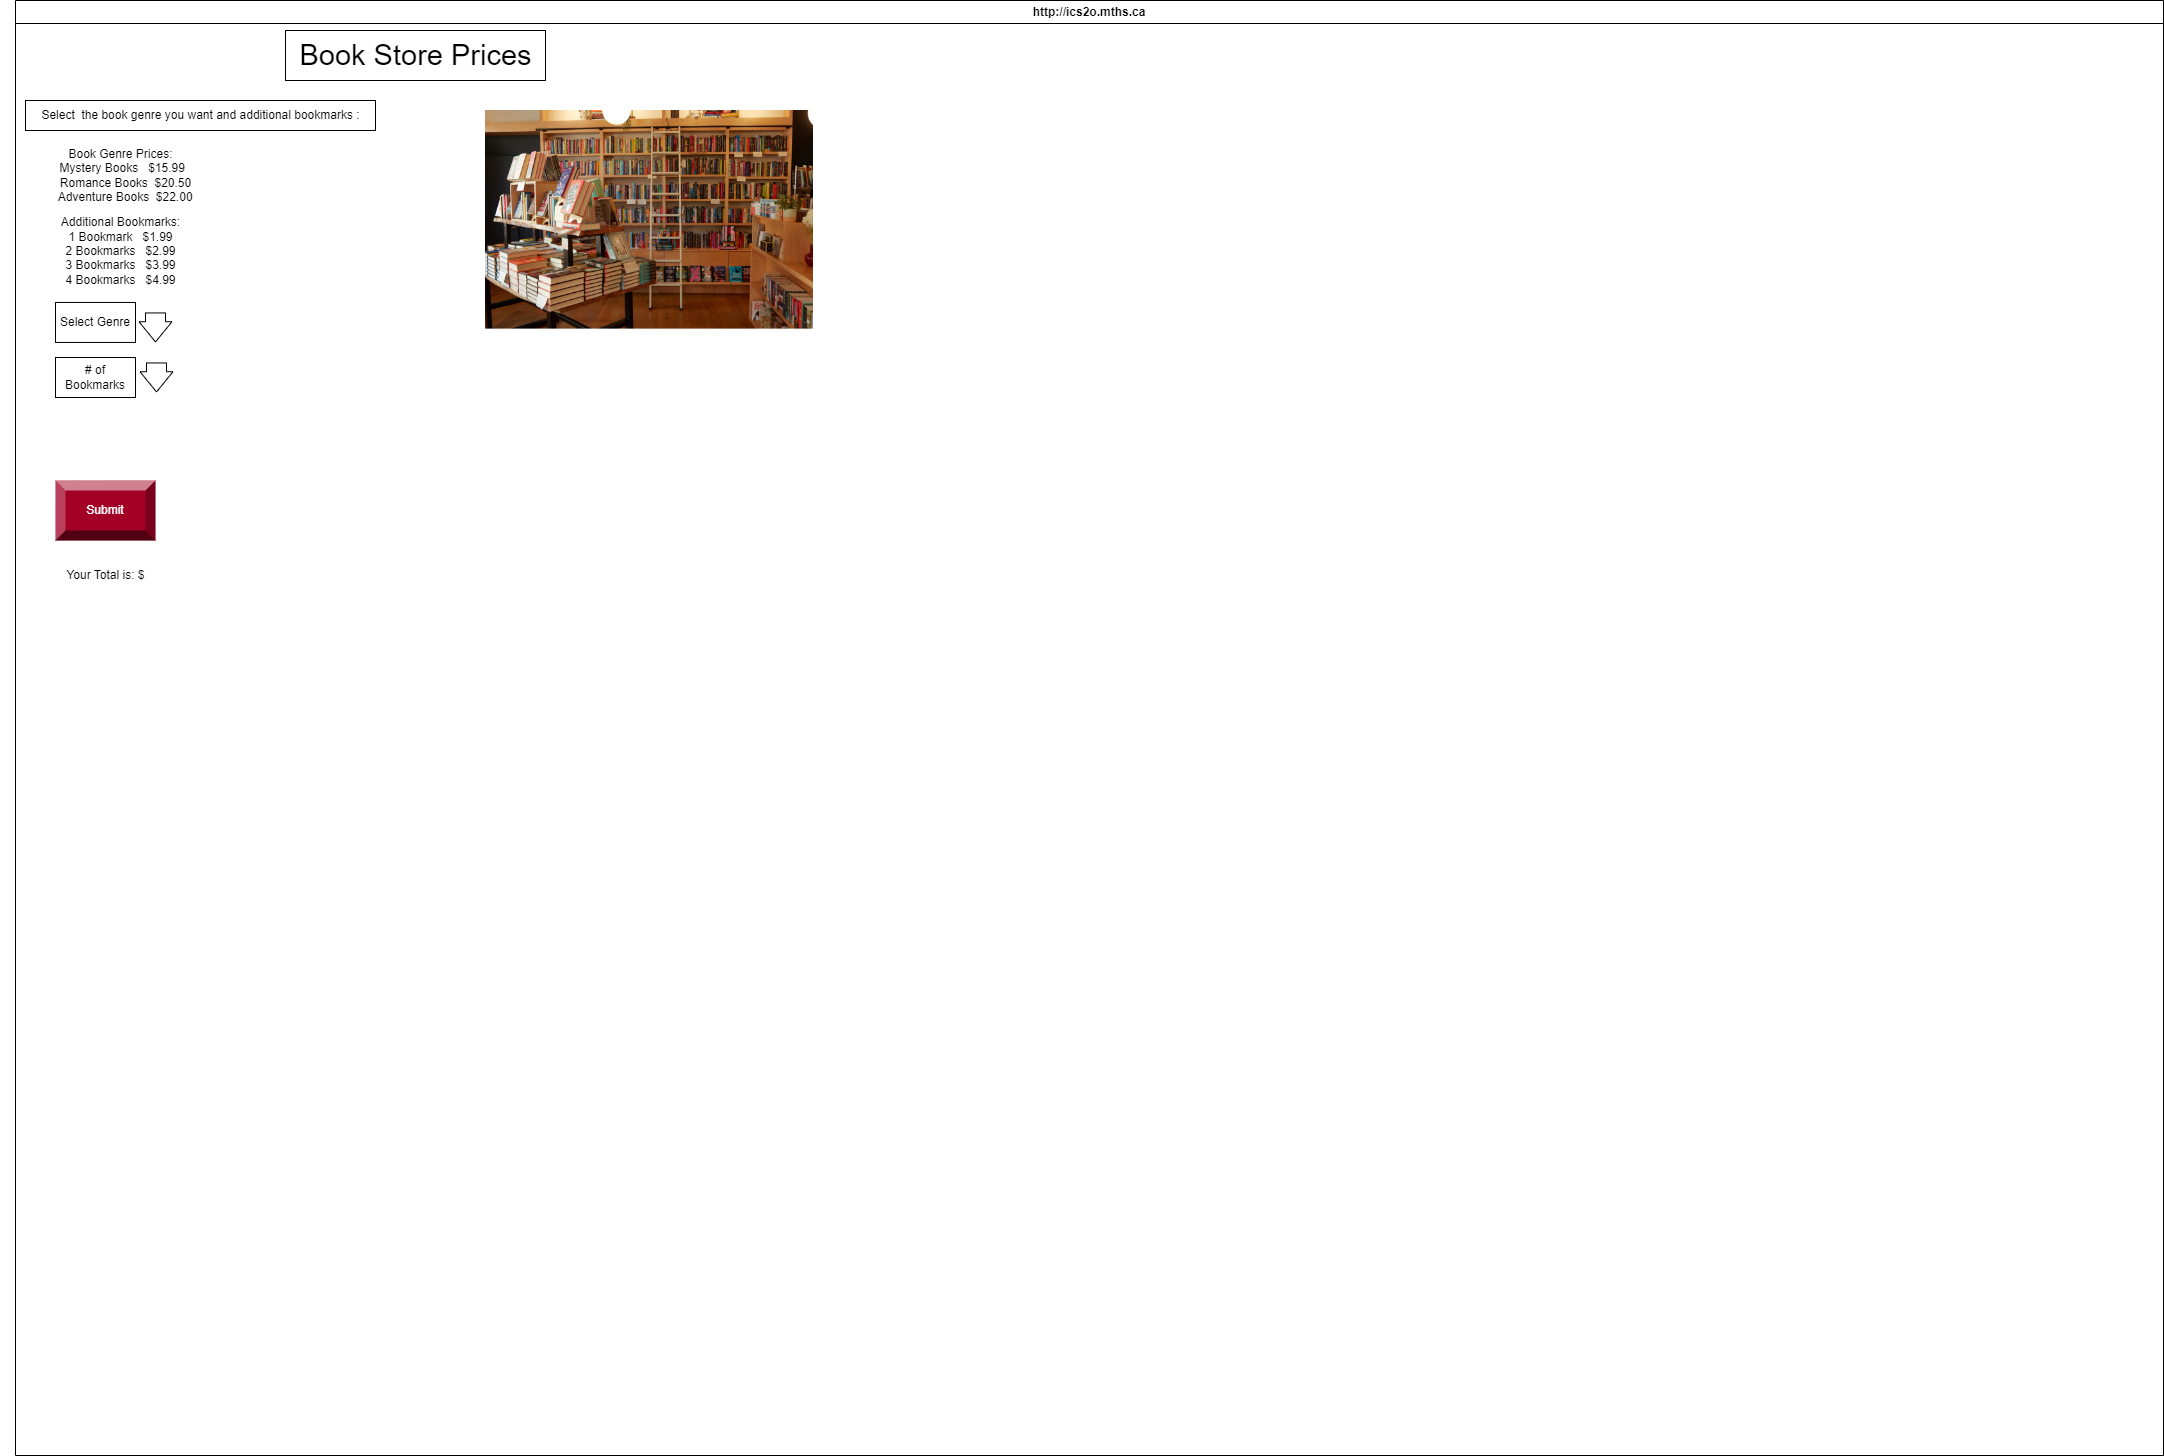 http://ics2o.mths.ca
Book Store Prices
Select  the book genre you want and additional bookmarks :
Book Genre Prices:
Mystery Books   $15.99
Romance Books  $20.50
Adventure Books  $22.00
Additional Bookmarks:
1 Bookmark   $1.99
2 Bookmarks   $2.99
3 Bookmarks   $3.99
4 Bookmarks   $4.99
Select Genre
# of
Bookmarks
Submit
Your Total is: $